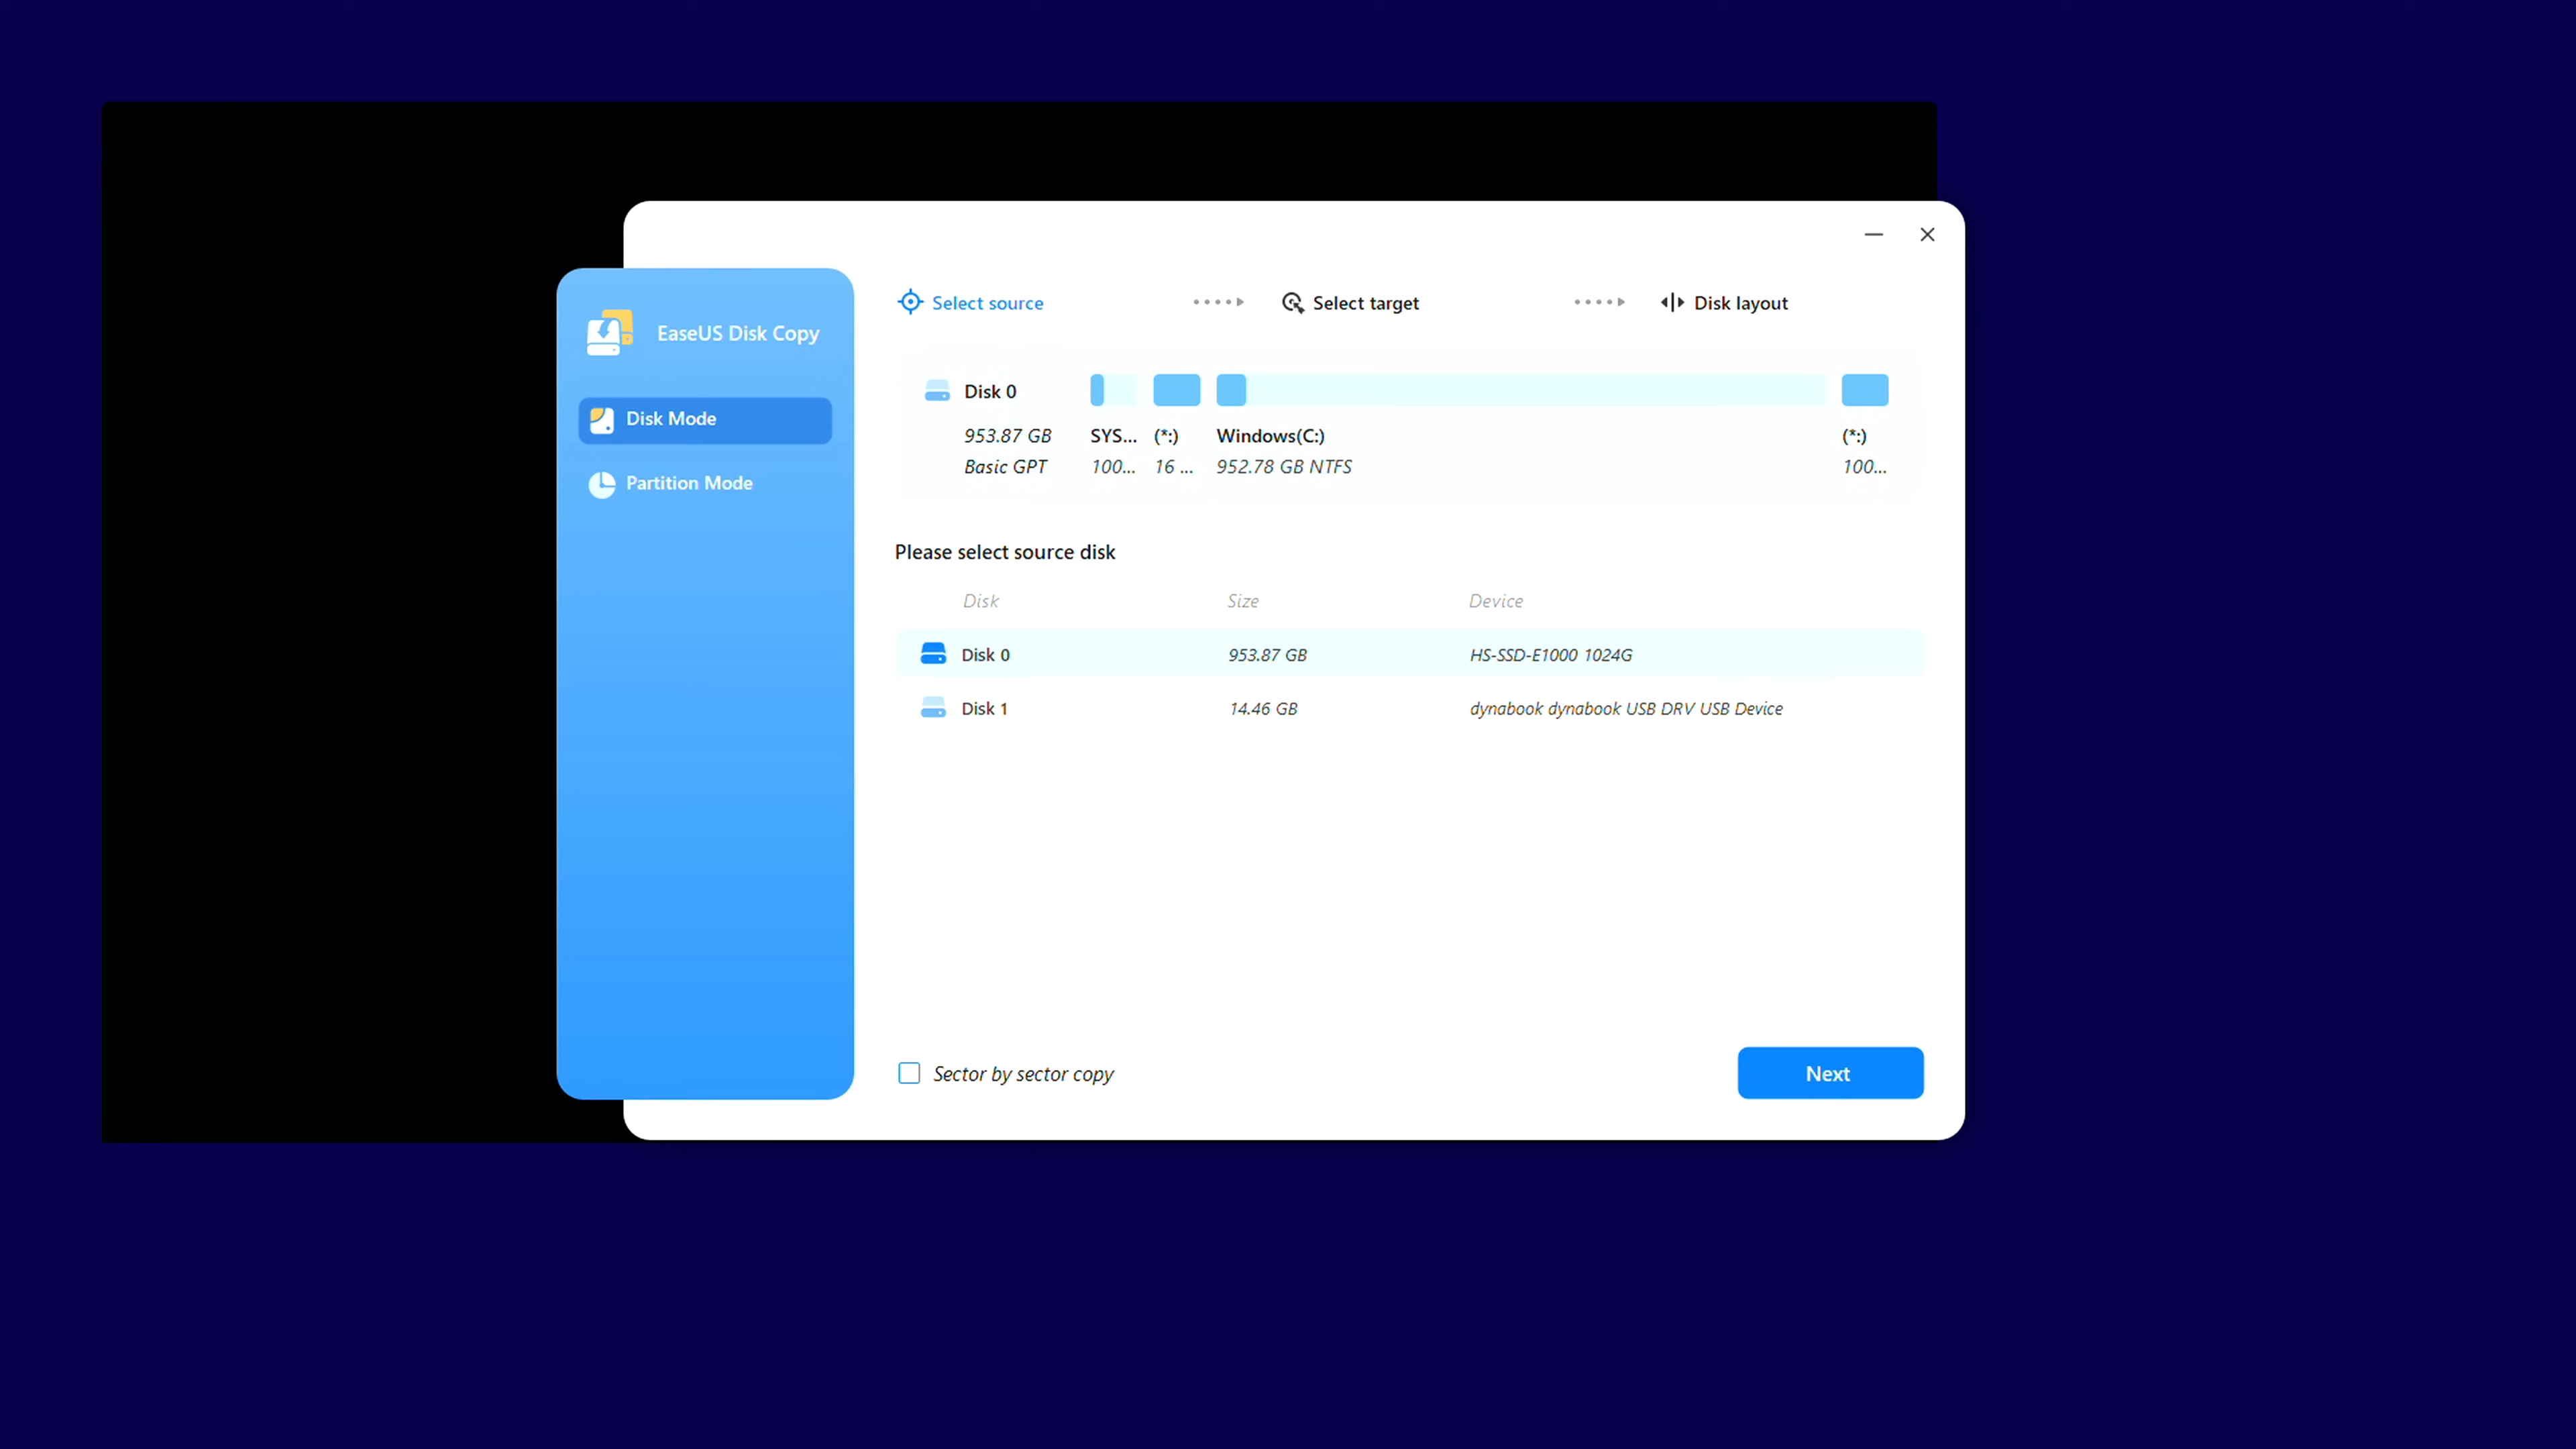 Select source
Select target
Disk layout
EaseUS Disk Copy
Disk Mode
Partition Mode
Disk 0
953.87 GB
Basic GPT
SYS...
100...
(*:)
16 ...
Windows(C:)
952.78 GB NTFS
(*:)
100...
Please select source disk
Disk Size Device
Disk 0 953.87 GB HS-SSD-E1000 1024G
Disk 1 14.46 GB dynabook dynabook USB DRV USB Device
Sector by sector copy
Next